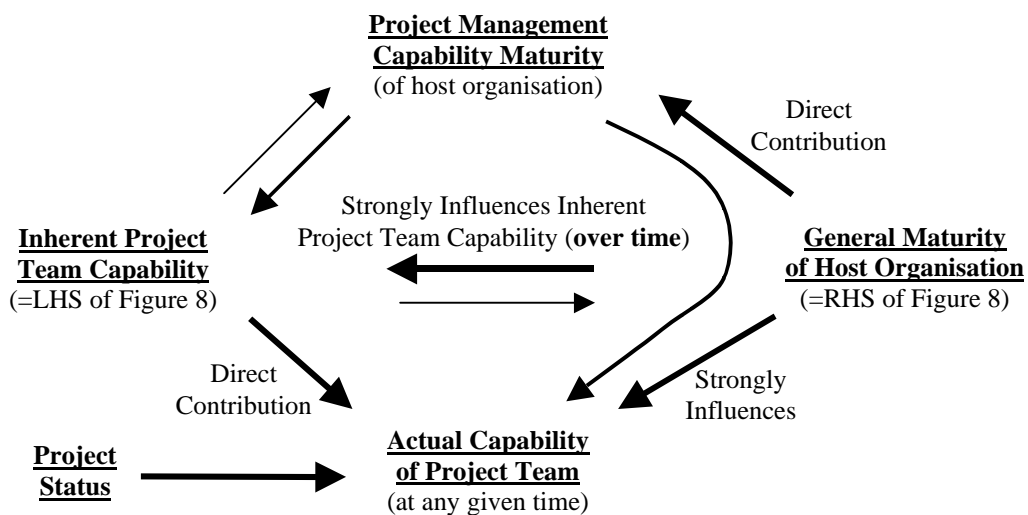 Project Management
Capability Maturity
(of host organisation)
Direct
Contribution
Strongly Influences Inherent
Project Team Capability (over time)
Inherent Project
Team Capability
(=LHS of Figure 8)
General Maturity
of Host Organisation
(=RHS of Figure 8)
Direct
Contribution
Strongly
Influences
Project
Status
Actual Capability
of Project Team
(at any given time)